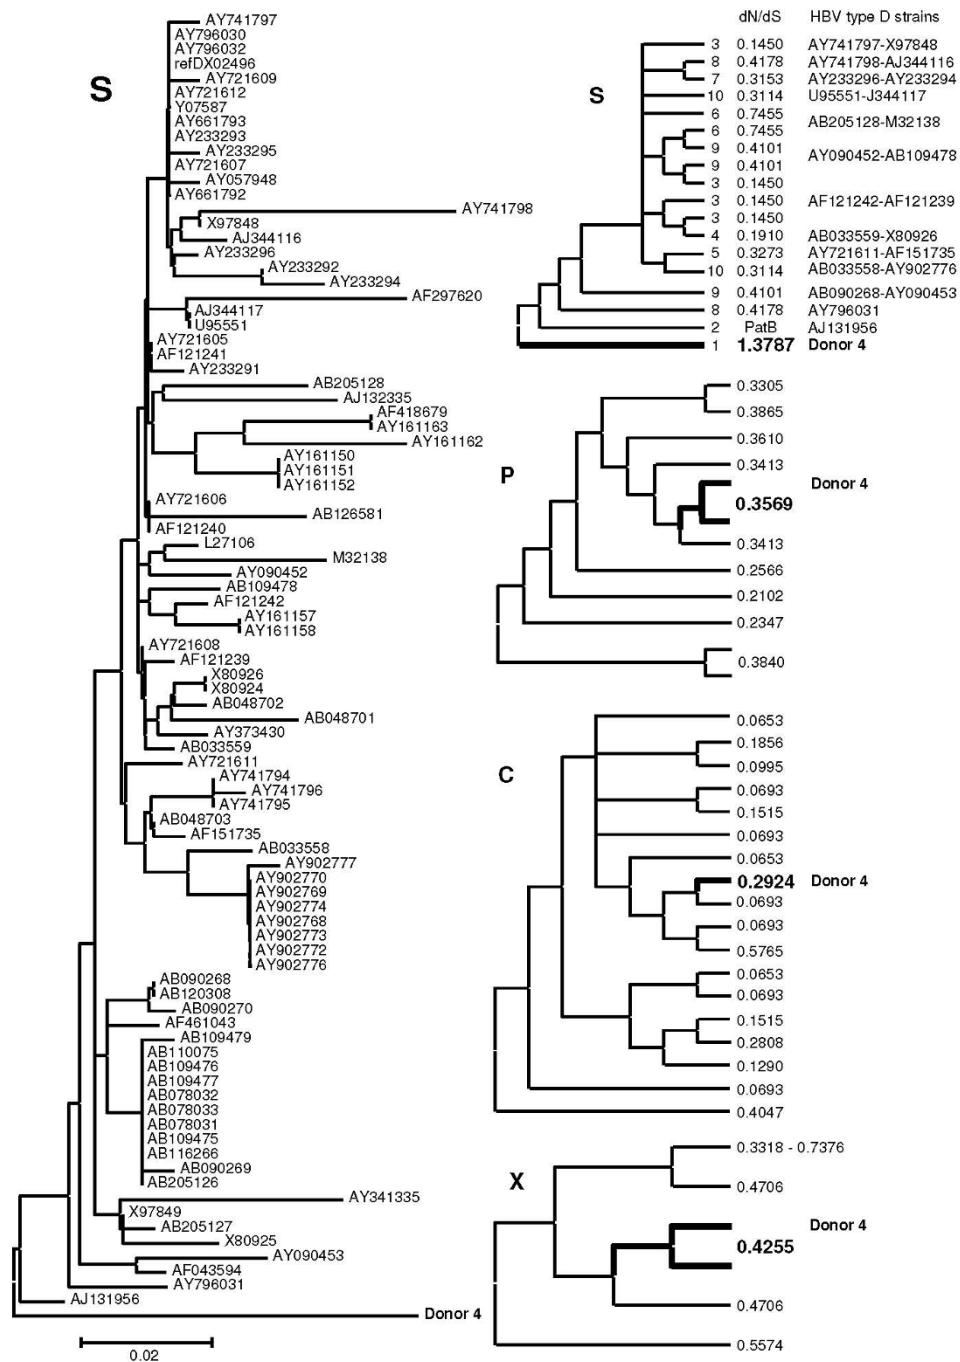 S
AY741797
AY796030
AY796032
refDX02496
AY721609
AY721612
Y07587
AY661793
AY233293
AY233295
AY721607
AY057948
AY661792
AY741798
X97848
AJ344116
AY233296
AY233292
AY233294
AF297620
AJ344117
U95551
AY721605
AF121241
AY233291
AB205128
AJ132335
AF418679
AY161163
AY161162
AY161150
AY161151
AY161152
AY721606
AB126581
AF121240
L27106
M32138
AY090452
AB109478
AF121242
AY161157
AY161158
AY721608
AF121239
X80926
X80924
AB048702
AB048701
AY373430
AB033559
AY721611
AY741794
AY741796
AY741795
AB048703
AF151735
AB033558
AY902777
AY902770
AY902769
AY902774
AY902768
AY902773
AY902772
AY902776
AB090268
AB120308
AB090270
AF461043
AB109479
AB110075
AB109476
AB109477
AB078032
AB078033
AB078031
AB109475
AB116266
AB090269
AB205126
AY341335
X97849
AB205127
X80925
AY090453
AF043594
AY796031
AJ131956
Donor 4
0.02
dN/dS HBV type D strains
S
3 0.1450 AY741797-X97848
8 0.4178 AY741798-AJ344116
7 0.3153 AY233296-AY233294
10 0.3114 U95551-J344117
6 0.7455
AB205128-M32138
6 0.7455
9 0.4101
AY090452-AB109478
9 0.4101
3 0.1450
3 0.1450 AF121242-AF121239
3 0.1450
4 0.1910 AB033559-X80926
5 0.3273 AY721611-AF151735
10 0.3114 AB033558-AY902776
9 0.4101 AB090268-AY090453
8 0.4178 AY796031
2 PatB AJ131956
1 1.3787 Donor 4
P
0.3305
0.3865
0.3610
0.3413
Donor 4
0.3569
0.3413
0.2566
0.2102
0.2347
0.3840
C
0.0653
0.1856
0.0995
0.0693
0.1515
0.0693
0.0653
0.2924 Donor 4
0.0693
0.0693
0.5765
0.0653
0.0693
0.1515
0.2808
0.1290
0.0693
0.4047
X
0.3318 - 0.7376
0.4706
Donor 4
0.4255
0.4706
0.5574